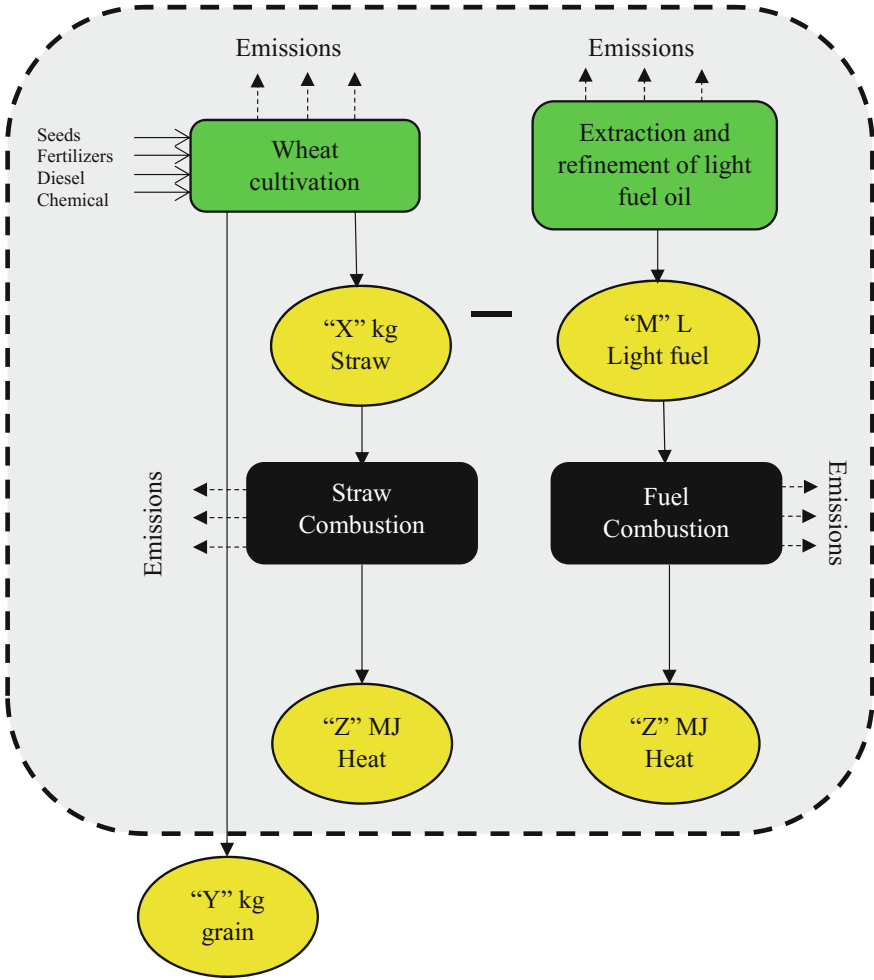 Emissions
Emissions
Seeds
Fertilizers
Diesel
Chemical
Wheat
cultivation
Extraction and
refinement of light
fuel oil
“X” kg
Straw
“M” L
Light fuel
Emissions
Straw
Combustion
Fuel
Combustion
Emissions
“Z” MJ
Heat
“Z” MJ
Heat
“Y” kg
grain